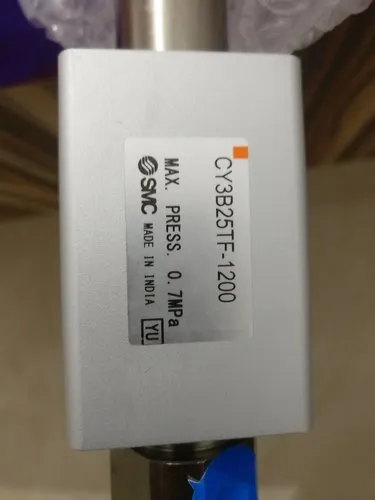 CY3B25TF-1200
MAX. PRESS. 0.7MPa
SMC MADE IN INDIA YU